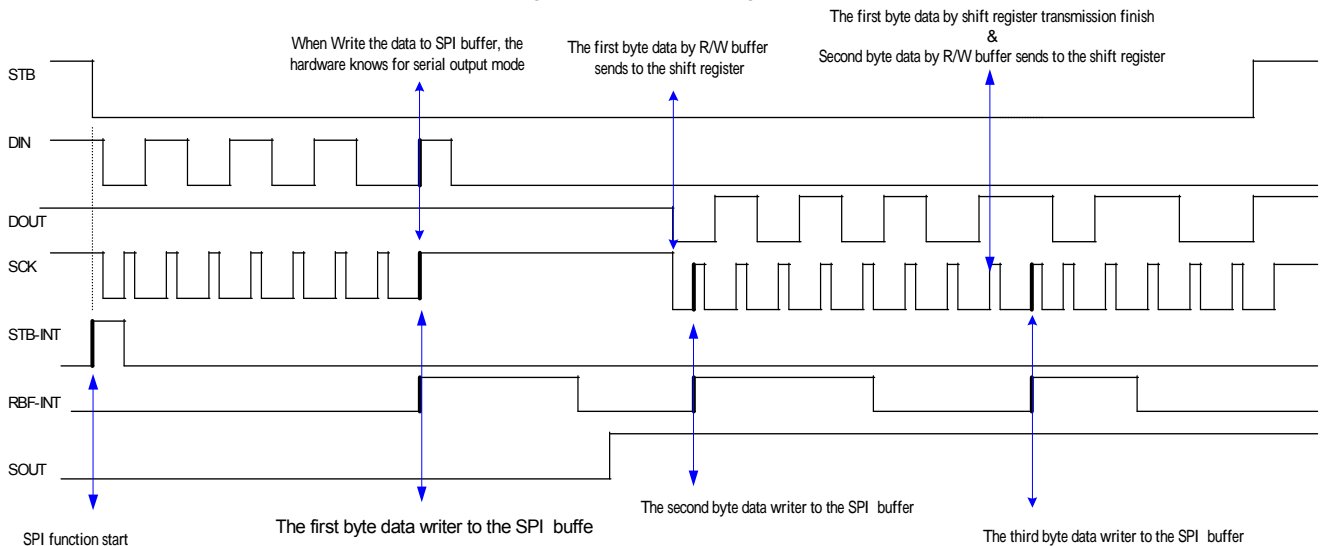 The first byte data by shift register transmission finish
&
Second byte data by R/W buffer sends to the shift register
When Write the data to SPI buffer, the
hardware knows for serial output mode
The first byte data by R/W buffer
sends to the shift register
STB
DIN
DOUT
SCK
STB-INT
RBF-INT
SOUT
SPI function start
The first byte data writer to the SPI buffe
The second byte data writer to the SPI buffer
The third byte data writer to the SPI buffer